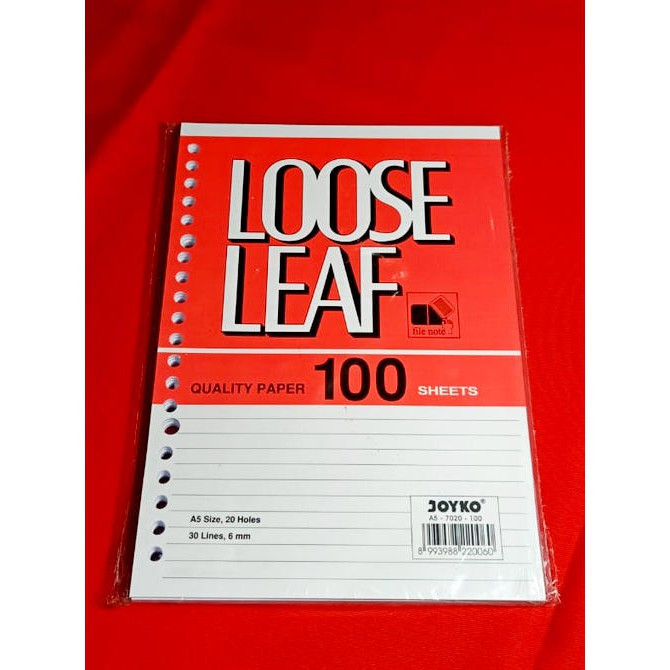 LOOSE
LEAF
file note
QUALITY PAPER 100 SHEETS
JOYKO®
A5 - 7020 - 100
A5 Size, 20 Holes
30 Lines, 6 mm
8 993988 220060